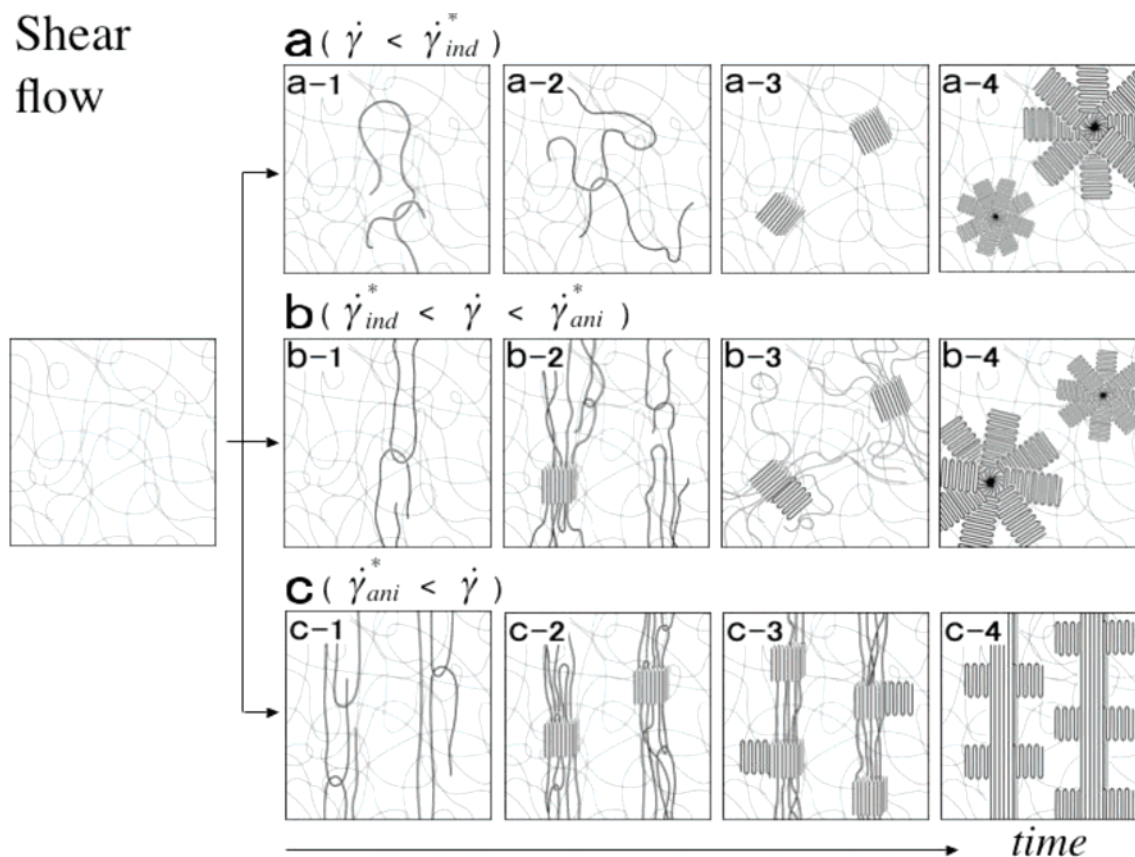 Shear
flow
a ( γ̇ < γ̇*ind )
a-1 a-2 a-3 a-4
b ( γ̇*ind < γ̇ < γ̇*ani )
b-1 b-2 b-3 b-4
c ( γ̇*ani < γ̇ )
c-1 c-2 c-3 c-4
time